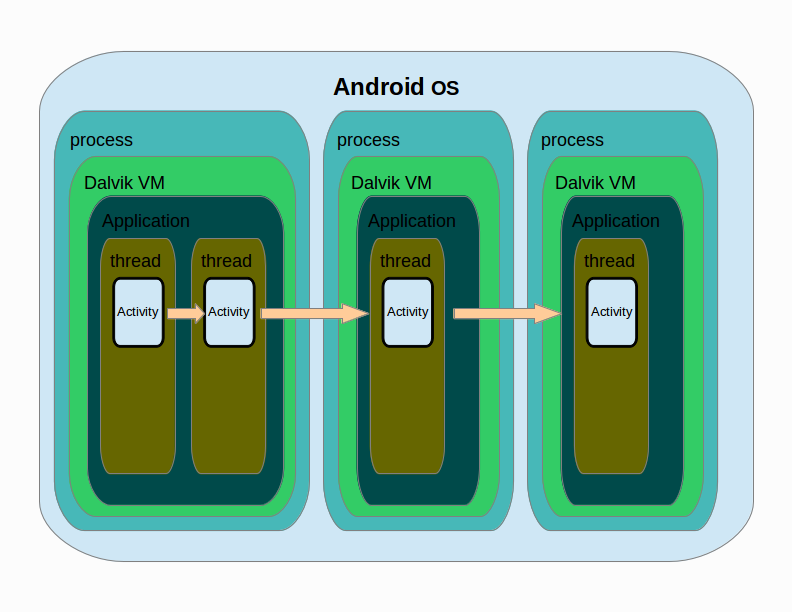 Android OS
process
Dalvik VM
Application
thread
Activity
thread
Activity
process
Dalvik VM
Application
thread
Activity
process
Dalvik VM
Application
thread
Activity